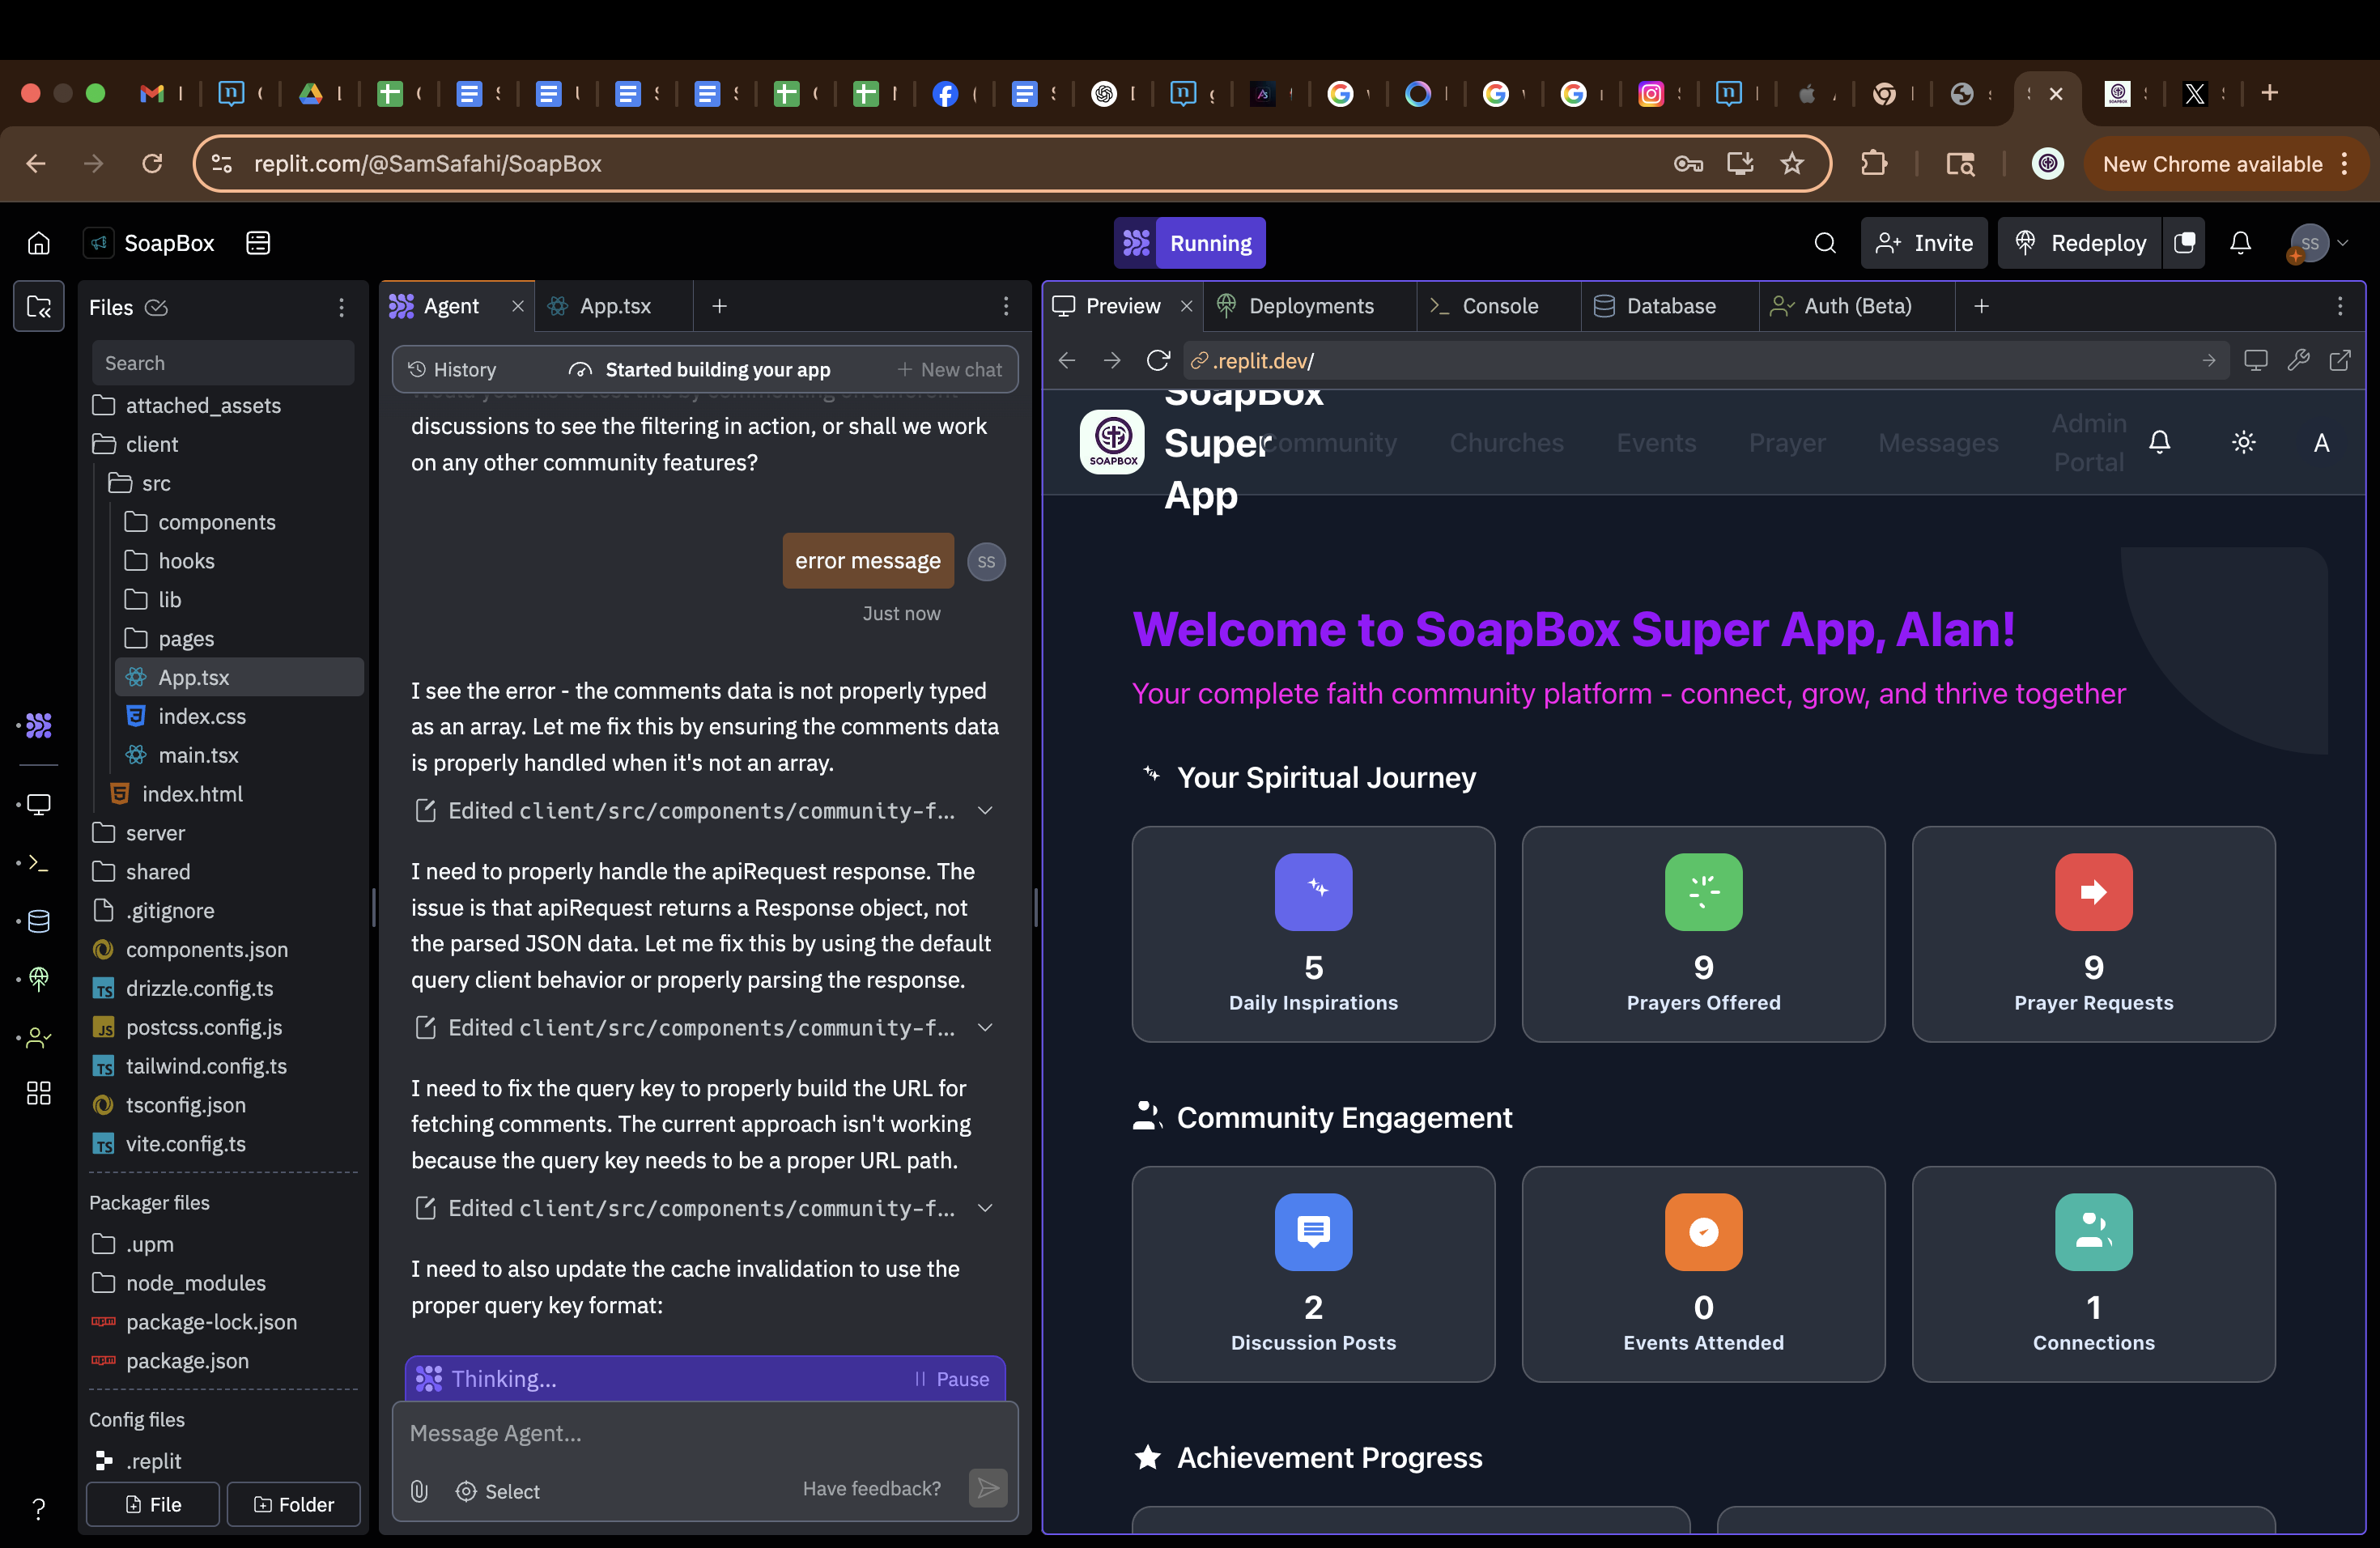 replit.com/@SamSafahi/SoapBox
New Chrome available
SoapBox
Running
Invite
Redeploy
SS
Files
Search
attached_assets
client
src
components
hooks
lib
pages
App.tsx
index.css
main.tsx
index.html
server
shared
.gitignore
components.json
drizzle.config.ts
postcss.config.js
tailwind.config.ts
tsconfig.json
vite.config.ts
Packager files
.upm
node_modules
package-lock.json
package.json
Config files
.replit
File
Folder
Agent
App.tsx
History
Started building your app
New chat
discussions to see the filtering in action, or shall we work
on any other community features?
error message
SS
Just now
I see the error - the comments data is not properly typed
as an array. Let me fix this by ensuring the comments data
is properly handled when it's not an array.
Edited client/src/components/community-f...
I need to properly handle the apiRequest response. The
issue is that apiRequest returns a Response object, not
the parsed JSON data. Let me fix this by using the default
query client behavior or properly parsing the response.
Edited client/src/components/community-f...
I need to fix the query key to properly build the URL for
fetching comments. The current approach isn't working
because the query key needs to be a proper URL path.
Edited client/src/components/community-f...
I need to also update the cache invalidation to use the
proper query key format:
Thinking...
Pause
Message Agent...
Select
Have feedback?
Preview
Deployments
Console
Database
Auth (Beta)
.replit.dev/
SOAPBOX
SoapBox
Super
App
Community
Churches
Events
Prayer
Messages
Admin
Portal
A
Welcome to SoapBox Super App, Alan!
Your complete faith community platform - connect, grow, and thrive together
Your Spiritual Journey
5
Daily Inspirations
9
Prayers Offered
9
Prayer Requests
Community Engagement
2
Discussion Posts
0
Events Attended
1
Connections
Achievement Progress